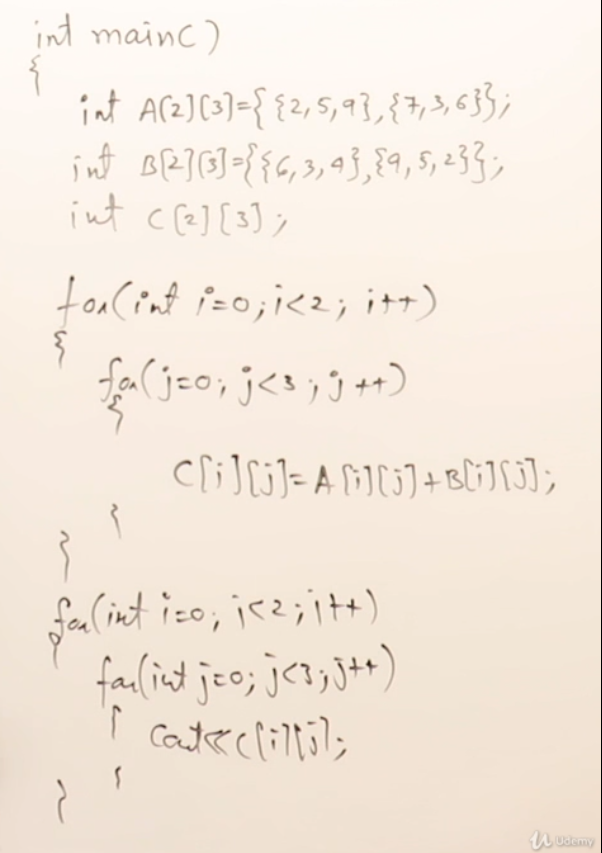 int main()
{
int A[2][3]={{2,5,9},{7,3,6}};
int B[2][3]={{6,3,4},{9,5,2}};
int C[2][3];
for(int i=0;i<2; i++)
{
for(j=0; j<3; j++)
{
C[i][j]=A[i][j]+B[i][j];
}
}
for(int i=0; i<2; i++)
{
for(int j=0; j<3; j++)
{
cout<<C[i][j];
}
}
Udemy